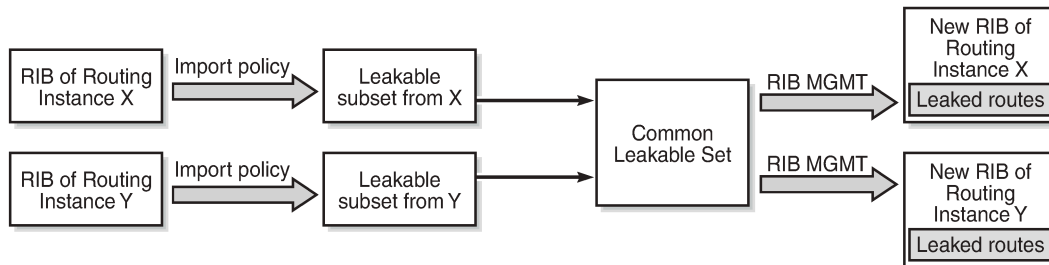 RIB of Routing
Instance X
Import policy
Leakable
subset from X
RIB of Routing
Instance Y
Import policy
Leakable
subset from Y
Common
Leakable Set
RIB MGMT
New RIB of
Routing
Instance X
Leaked routes
RIB MGMT
New RIB of
Routing
Instance Y
Leaked routes